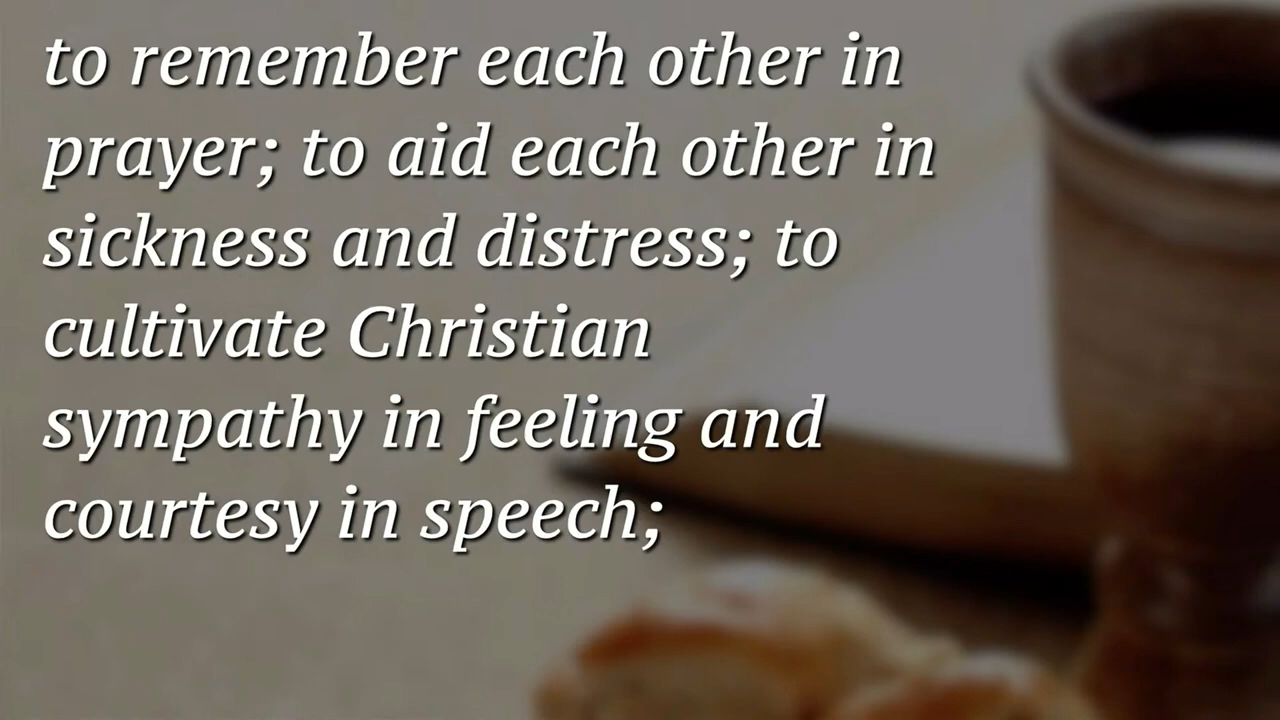 to remember each other in
prayer; to aid each other in
sickness and distress; to
cultivate Christian
sympathy in feeling and
courtesy in speech;